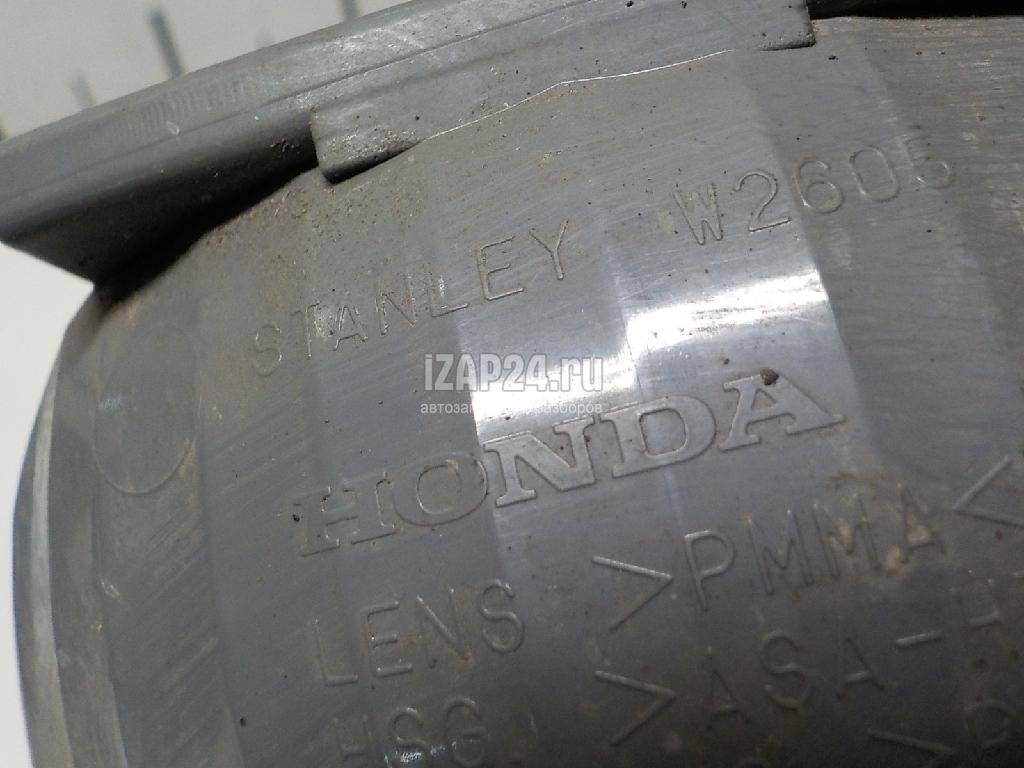 STANLEY W2605
iZAP24.ru
HONDA
LENS >PMMA<
HSG >ASA-H